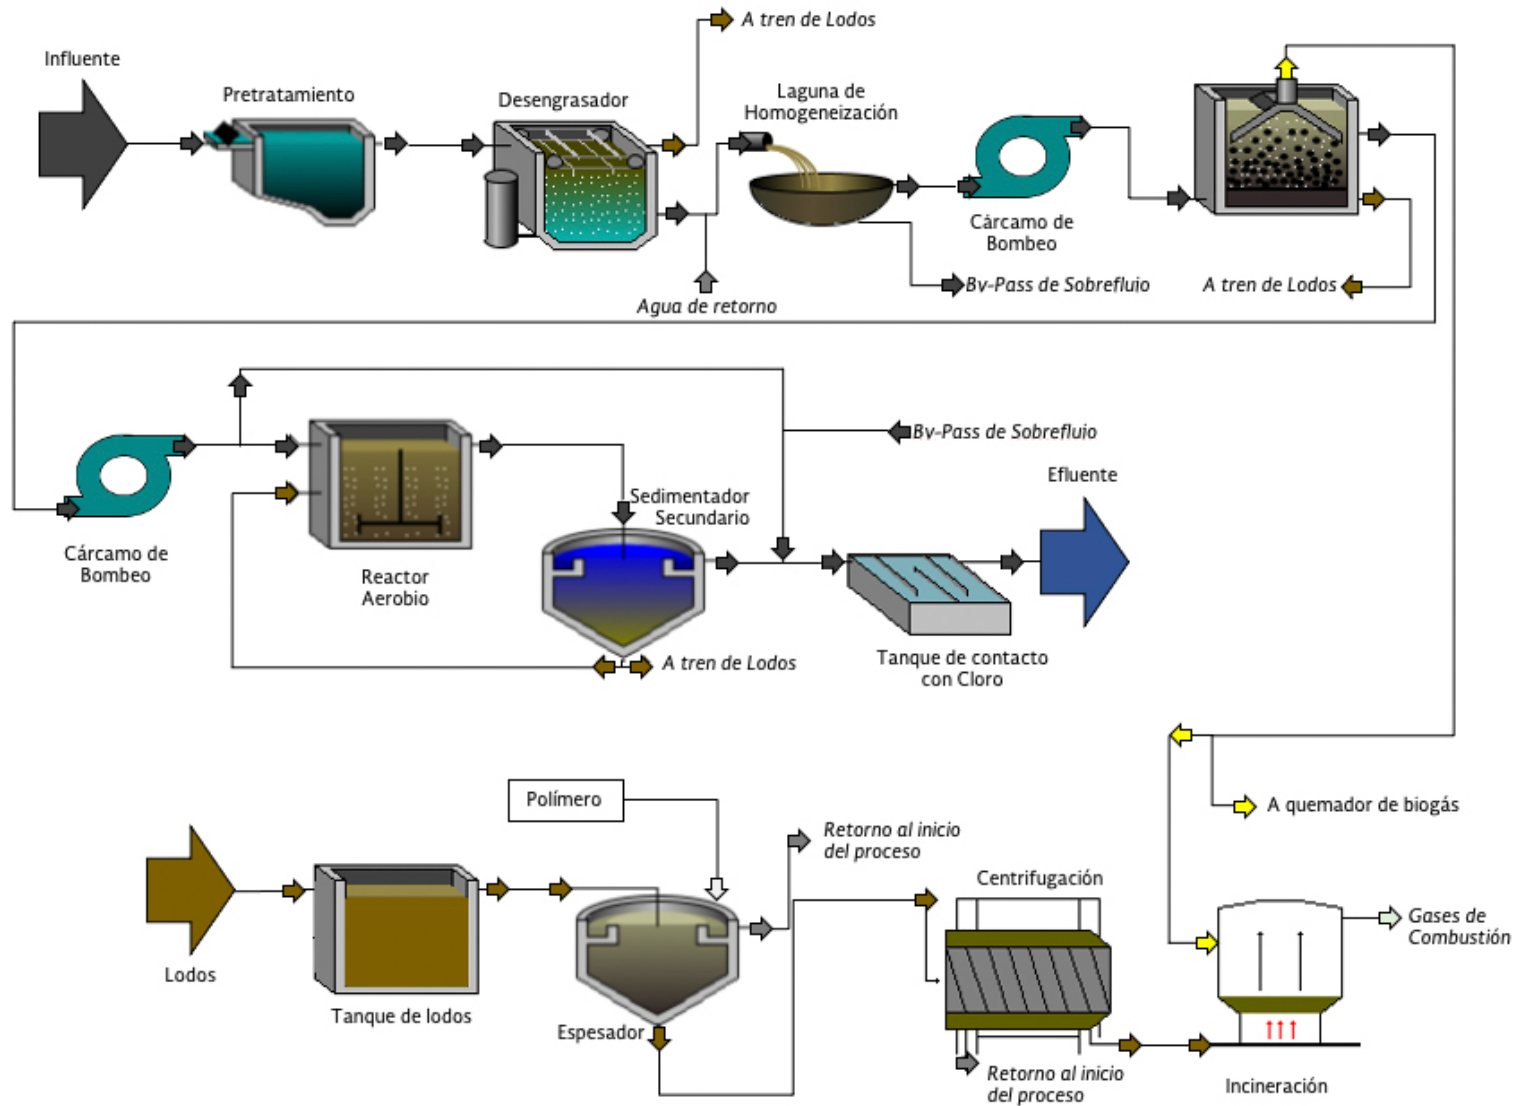 Influente
Pretratamiento
Desengrasador
A tren de Lodos
Laguna de
Homogeneización
Cárcamo de
Bombeo
Agua de retorno
By-Pass de Sobreflujo
A tren de Lodos
Cárcamo de
Bombeo
Reactor
Aerobio
Sedimentador
Secundario
A tren de Lodos
By-Pass de Sobreflujo
Tanque de contacto
con Cloro
Efluente
A quemador de biogás
Lodos
Tanque de lodos
Polímero
Espesador
Retorno al inicio
del proceso
Centrifugación
Retorno al inicio
del proceso
Gases de
Combustión
Incineración